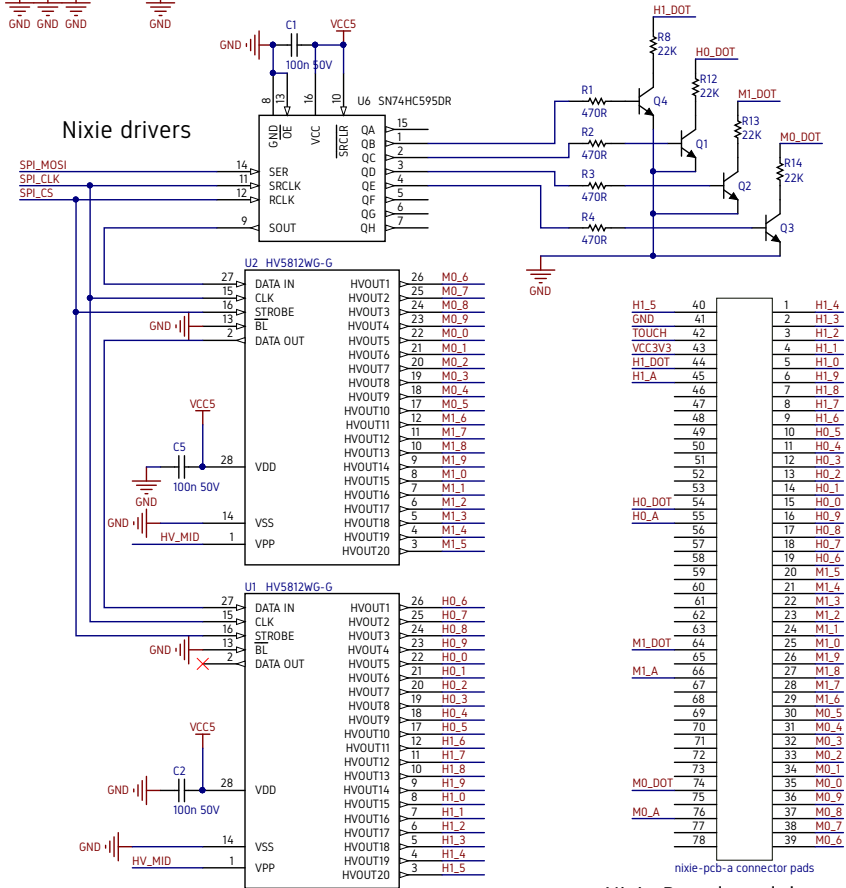 GND GND GND GND
Nixie drivers
GND
C1
100n 50V
VCC5
U6 SN74HC595DR
8 13 16 10
GND
OE
VCC
SRCLR
SPI_MOSI 14 SER
SPI_CLK 11 SRCLK
SPI_CS 12 RCLK
9 SOUT
QA 15
QB 1
QC 2
QD 3
QE 4
QF 5
QG 6
QH 7
R1
470R
R2
470R
R3
470R
R4
470R
H1_DOT
R8
22K
Q4
H0_DOT
R12
22K
Q1
M1_DOT
R13
22K
Q2
M0_DOT
R14
22K
Q3
GND
U2 HV5812WG-G
27 DATA IN
15 CLK
16 STROBE
GND 13 BL
2 DATA OUT
VCC5
C5
100n 50V
GND
28 VDD
GND 14 VSS
HV_MID 1 VPP
HVOUT1 26 M0_6
HVOUT2 25 M0_7
HVOUT3 24 M0_8
HVOUT4 23 M0_9
HVOUT5 22 M0_0
HVOUT6 21 M0_1
HVOUT7 20 M0_2
HVOUT8 19 M0_3
HVOUT9 18 M0_4
HVOUT10 17 M0_5
HVOUT11 12 M1_6
HVOUT12 11 M1_7
HVOUT13 10 M1_8
HVOUT14 9 M1_9
HVOUT15 8 M1_0
HVOUT16 7 M1_1
HVOUT17 6 M1_2
HVOUT18 5 M1_3
HVOUT19 4 M1_4
HVOUT20 3 M1_5
U1 HV5812WG-G
27 DATA IN
15 CLK
16 STROBE
GND 13 BL
2 DATA OUT
VCC5
C2
GND
100n 50V
28 VDD
GND 14 VSS
HV_MID 1 VPP
HVOUT1 26 H0_6
HVOUT2 25 H0_7
HVOUT3 24 H0_8
HVOUT4 23 H0_9
HVOUT5 22 H0_0
HVOUT6 21 H0_1
HVOUT7 20 H0_2
HVOUT8 19 H0_3
HVOUT9 18 H0_4
HVOUT10 17 H0_5
HVOUT11 12 H1_6
HVOUT12 11 H1_7
HVOUT13 10 H1_8
HVOUT14 9 H1_9
HVOUT15 8 H1_0
HVOUT16 7 H1_1
HVOUT17 6 H1_2
HVOUT18 5 H1_3
HVOUT19 4 H1_4
HVOUT20 3 H1_5
H1_5 40 1 H1_4
GND 41 2 H1_3
TOUCH 42 3 H1_2
VCC3V3 43 4 H1_1
H1_DOT 44 5 H1_0
H1_A 45 6 H1_9
46 7 H1_8
47 8 H1_7
48 9 H1_6
49 10 H0_5
50 11 H0_4
51 12 H0_3
52 13 H0_2
53 14 H0_1
H0_DOT 54 15 H0_0
H0_A 55 16 H0_9
56 17 H0_8
57 18 H0_7
58 19 H0_6
59 20 M1_5
60 21 M1_4
61 22 M1_3
62 23 M1_2
63 24 M1_1
M1_DOT 64 25 M1_0
65 26 M1_9
M1_A 66 27 M1_8
67 28 M1_7
68 29 M1_6
69 30 M0_5
70 31 M0_4
71 32 M0_3
72 33 M0_2
73 34 M0_1
M0_DOT 74 35 M0_0
75 36 M0_9
M0_A 76 37 M0_8
77 38 M0_7
78 39 M0_6
nixie-pcb-a connector pads